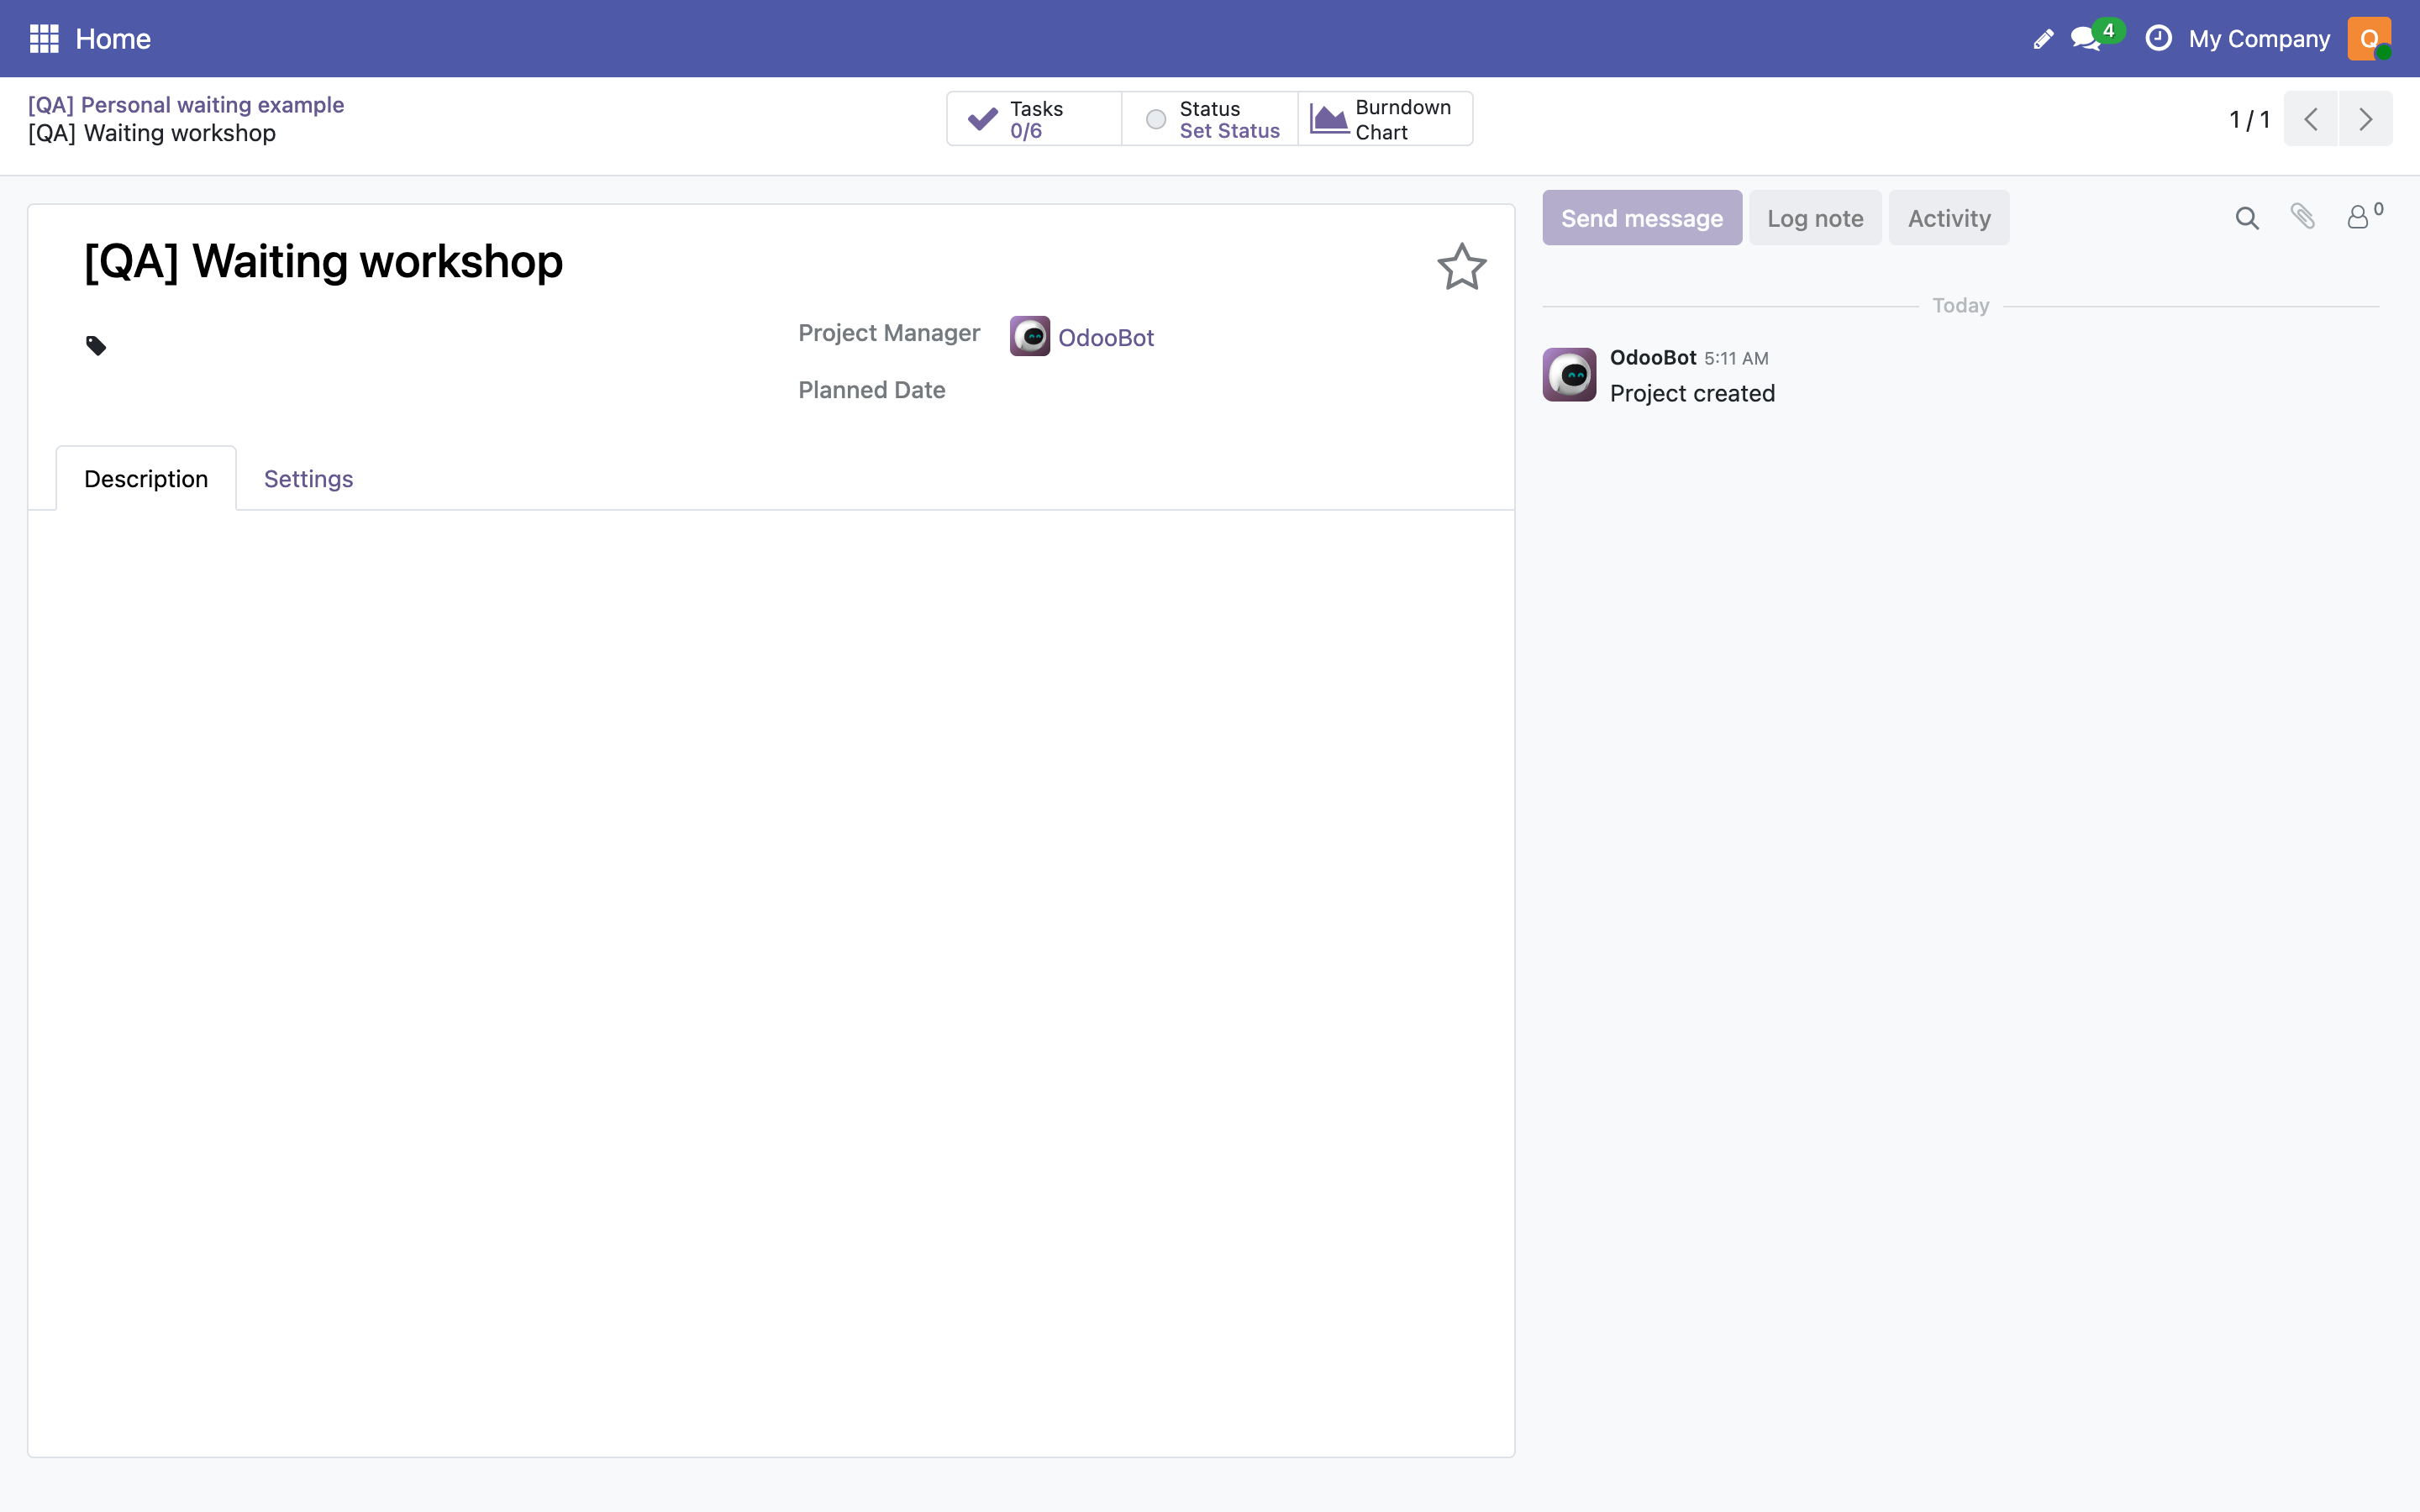 Home
4
My Company
Q
[QA] Personal waiting example
[QA] Waiting workshop
Tasks
0/6
Status
Set Status
Burndown
Chart
1 / 1
[QA] Waiting workshop
Project Manager
OdooBot
Planned Date
Description
Settings
Send message
Log note
Activity
0
Today
OdooBot 5:11 AM
Project created